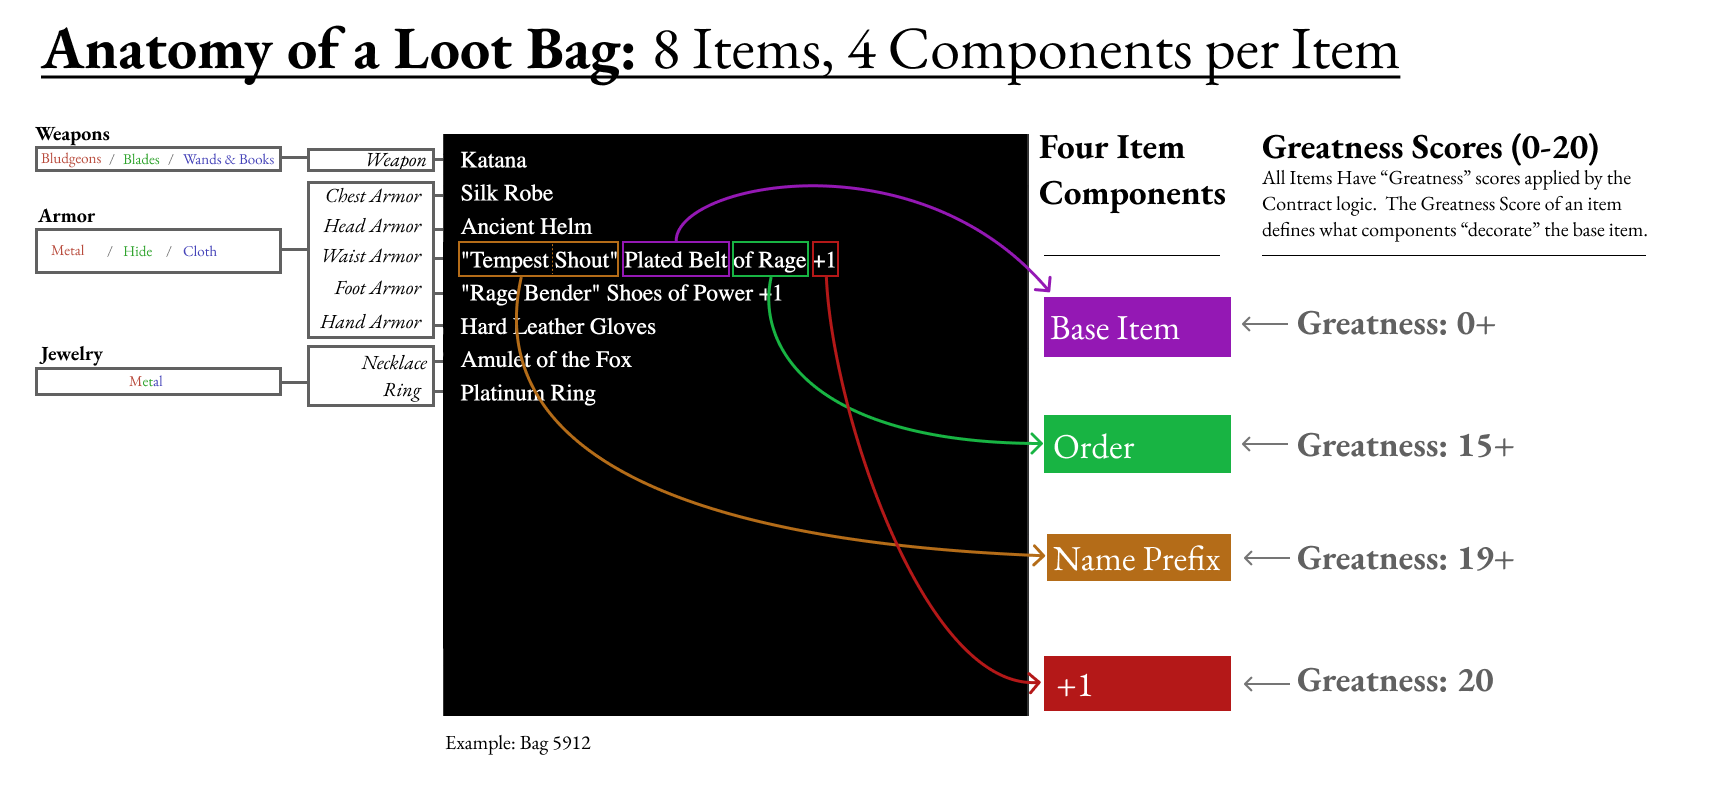 Anatomy of a Loot Bag: 8 Items, 4 Components per Item
Weapons
Bludgeons / Blades / Wands & Books
Armor
Metal / Hide / Cloth
Jewelry
Metal
Weapon
Chest Armor
Head Armor
Waist Armor
Foot Armor
Hand Armor
Necklace
Ring
Katana
Silk Robe
Ancient Helm
"Tempest Shout" Plated Belt of Rage +1
"Rage Bender" Shoes of Power +1
Hard Leather Gloves
Amulet of the Fox
Platinum Ring
Example: Bag 5912
Four Item
Components
Base Item
Order
Name Prefix
+1
Greatness Scores (0-20)
All Items Have “Greatness” scores applied by the
Contract logic. The Greatness Score of an item
defines what components “decorate” the base item.
Greatness: 0+
Greatness: 15+
Greatness: 19+
Greatness: 20